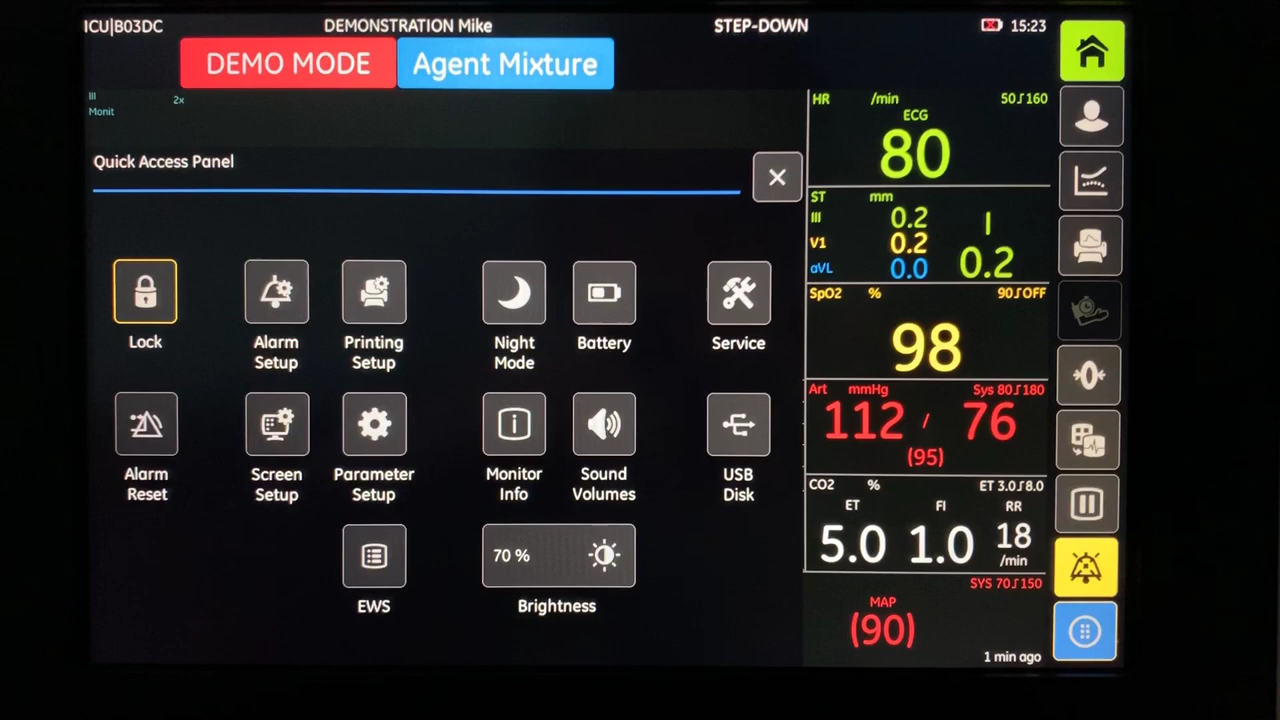 ICU|B03DC
DEMONSTRATION Mike
STEP-DOWN
15:23
DEMO MODE
Agent Mixture
III
2x
Monit
Quick Access Panel
Lock
Alarm
Setup
Printing
Setup
Night
Mode
Battery
Service
Alarm
Reset
Screen
Setup
Parameter
Setup
Monitor
Info
Sound
Volumes
USB
Disk
EWS
70 %
Brightness
HR /min 50 160
ECG
80
ST mm
III 0.2 I
V1 0.2
aVL 0.0 0.2
SpO2 % 90 OFF
98
Art mmHg Sys 80 180
112 / 76
(95)
CO2 % ET 3.0 8.0
ET FI RR
5.0 1.0 18
/min
SYS 70 150
MAP
(90)
1 min ago